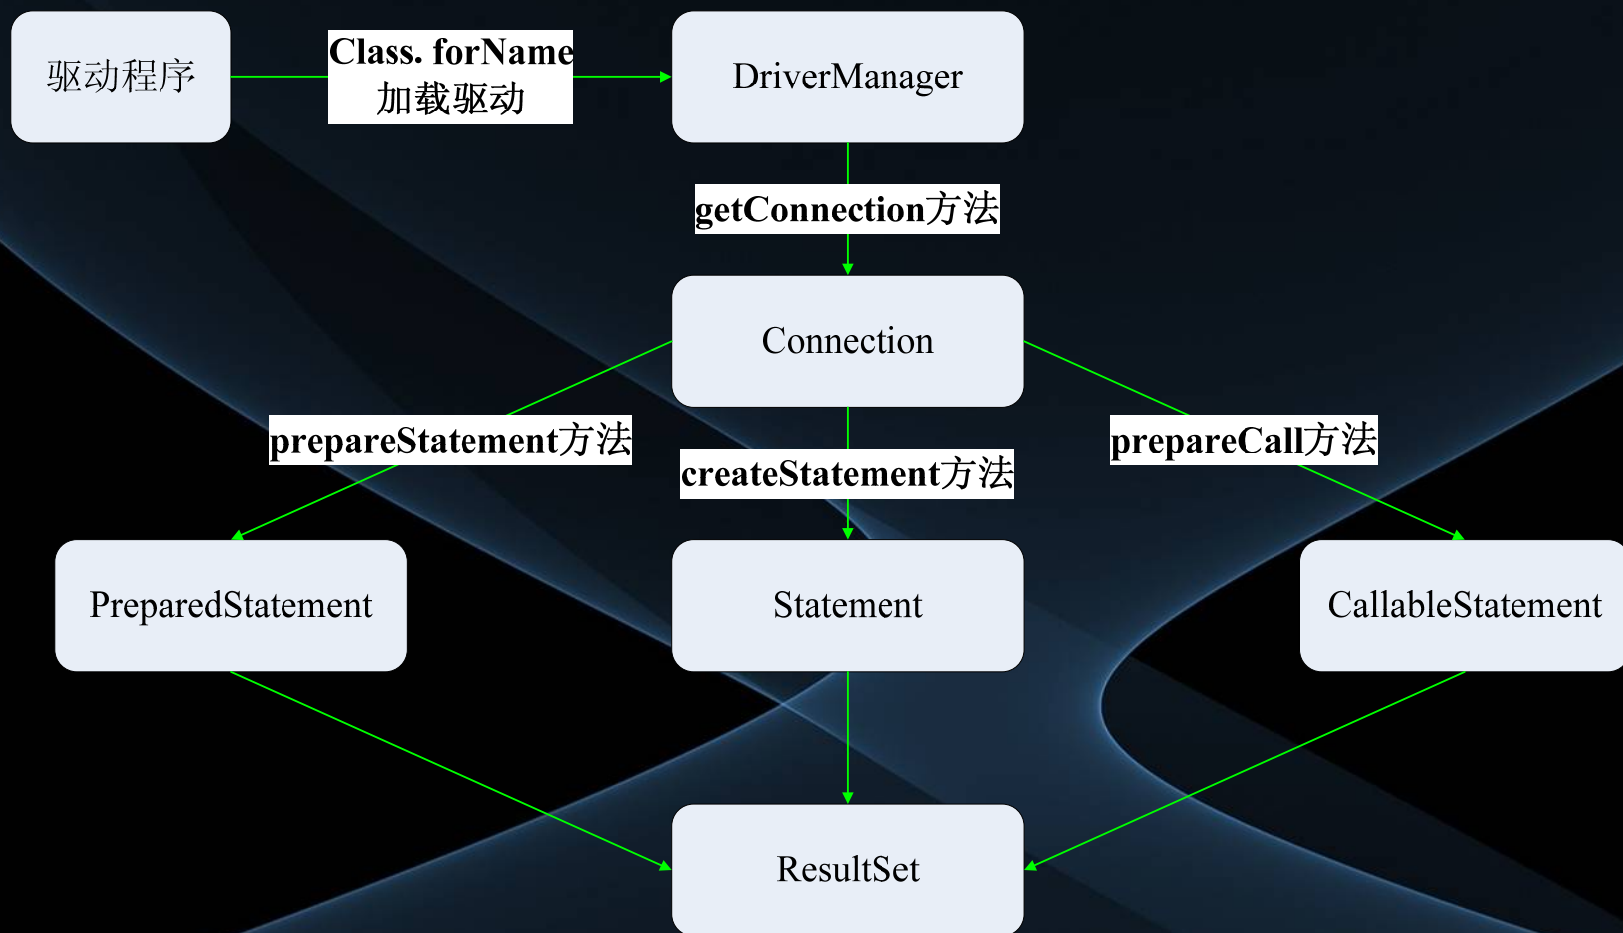 驱动程序
Class. forName
加载驱动
DriverManager
getConnection方法
Connection
prepareStatement方法
createStatement方法
prepareCall方法
PreparedStatement
Statement
CallableStatement
ResultSet